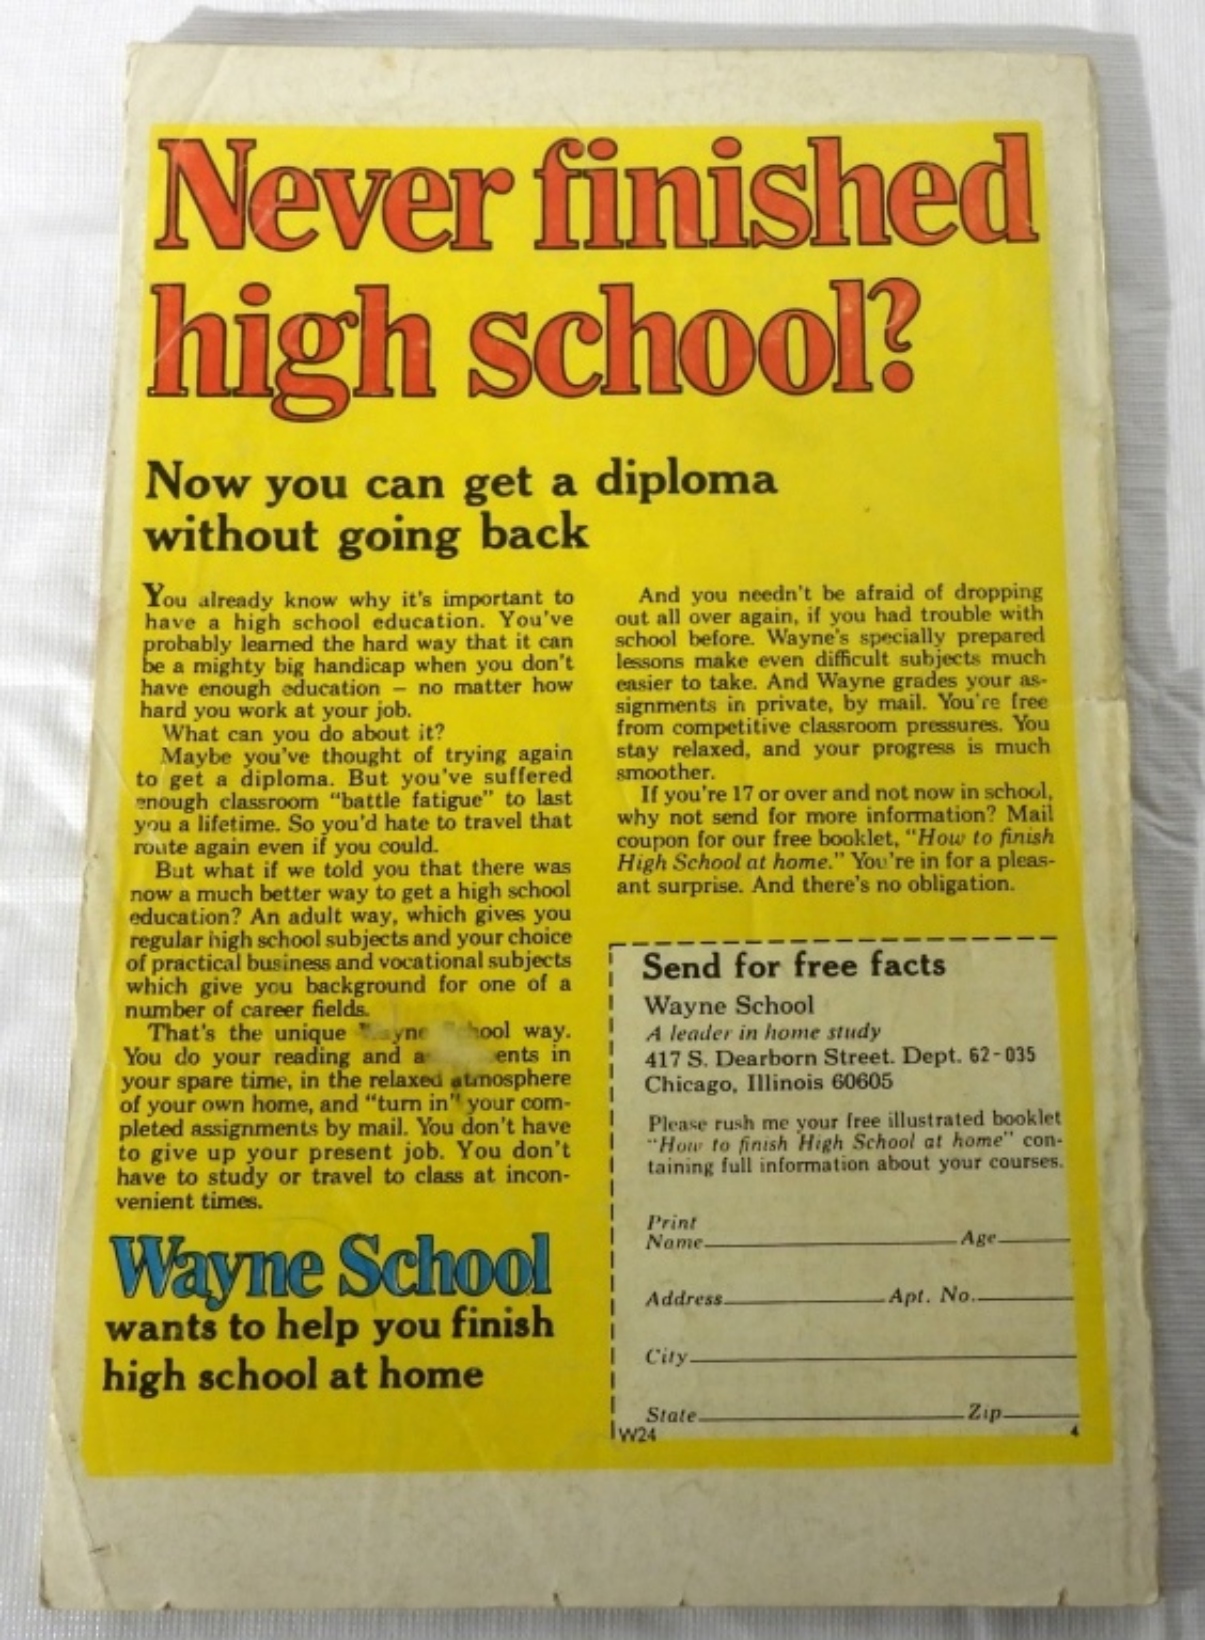 Never finished
high school?
Now you can get a diploma
without going back
You already know why it's important to
have a high school education. You've
probably learned the hard way that it can
be a mighty big handicap when you don't
have enough education — no matter how
hard you work at your job.
What can you do about it?
Maybe you've thought of trying again
to get a diploma. But you've suffered
enough classroom "battle fatigue" to last
you a lifetime. So you'd hate to travel that
route again even if you could.
But what if we told you that there was
now a much better way to get a high school
education? An adult way, which gives you
regular high school subjects and your choice
of practical business and vocational subjects
which give you background for one of a
number of career fields.
That's the unique Wayne School way.
You do your reading and in
your spare time, in the relaxed atmosphere
of your own home, and "turn in" your com-
pleted assignments by mail. You don't have
to give up your present job. You don't
have to study or travel to class at incon-
venient times.
Wayne School
wants to help you finish
high school at home
And you needn't be afraid of dropping
out all over again, if you had trouble with
school before. Wayne's specially prepared
lessons make even difficult subjects much
easier to take. And Wayne grades your as-
signments in private, by mail. You're free
from competitive classroom pressures. You
stay relaxed, and your progress is much
smoother.
If you're 17 or over and not now in school,
why not send for more information? Mail
coupon for our free booklet, "How to finish
High School at home." You're in for a pleas-
ant surprise. And there's no obligation.
Send for free facts
Wayne School
A leader in home study
417 S. Dearborn Street. Dept. 62-035
Chicago, Illinois 60605
Please rush me your free illustrated booklet
"How to finish High School at home" con-
taining full information about your courses.
Print
Name Age
Address Apt. No.
City
State Zip
W24 4